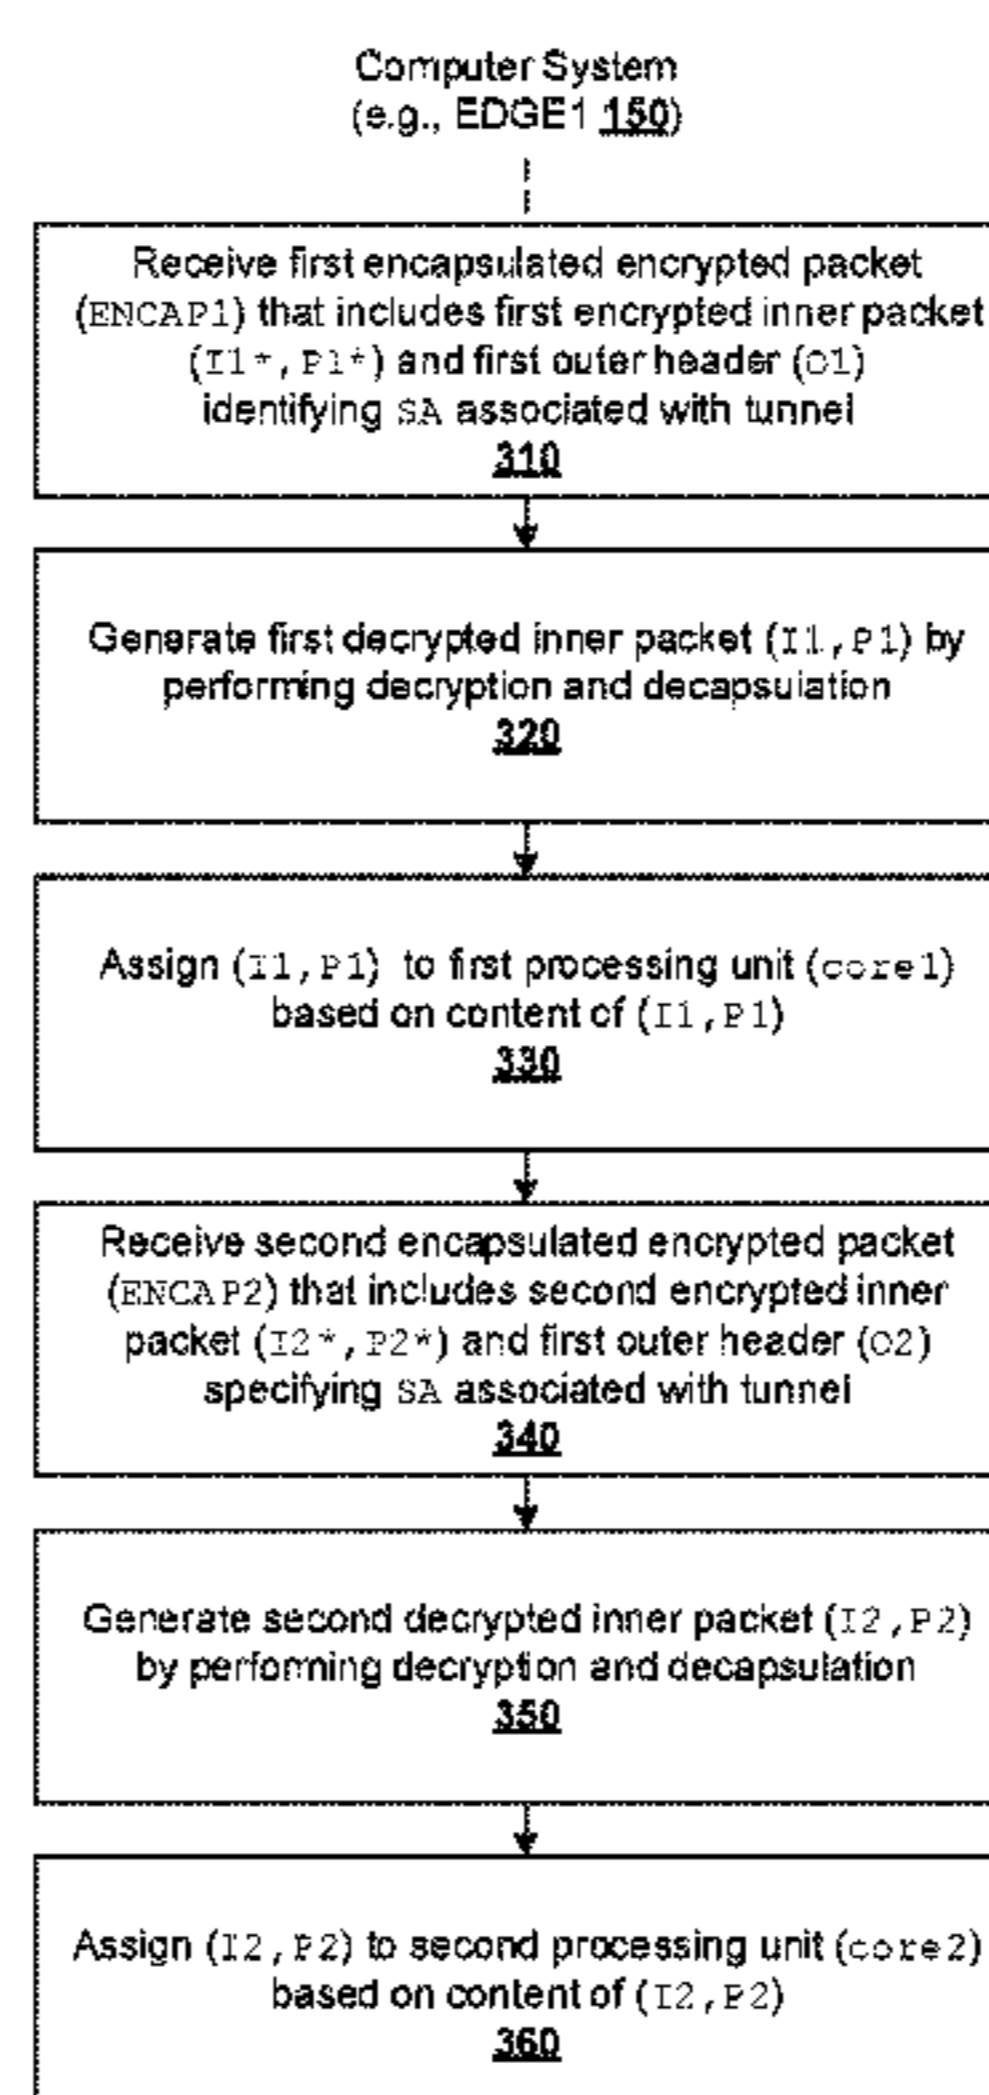 Computer System
(e.g., EDGE1 150)
Receive first encapsulated encrypted packet
(ENCAP1) that includes first encrypted inner packet
(I1*, P1*) and first outer header (O1)
identifying SA associated with tunnel
310
Generate first decrypted inner packet (I1, P1) by
performing decryption and decapsulation
320
Assign (I1, P1) to first processing unit (core1)
based on content of (I1, P1)
330
Receive second encapsulated encrypted packet
(ENCAP2) that includes second encrypted inner
packet (I2*, P2*) and first outer header (O2)
specifying SA associated with tunnel
340
Generate second decrypted inner packet (I2, P2)
by performing decryption and decapsulation
350
Assign (I2, P2) to second processing unit (core2)
based on content of (I2, P2)
360